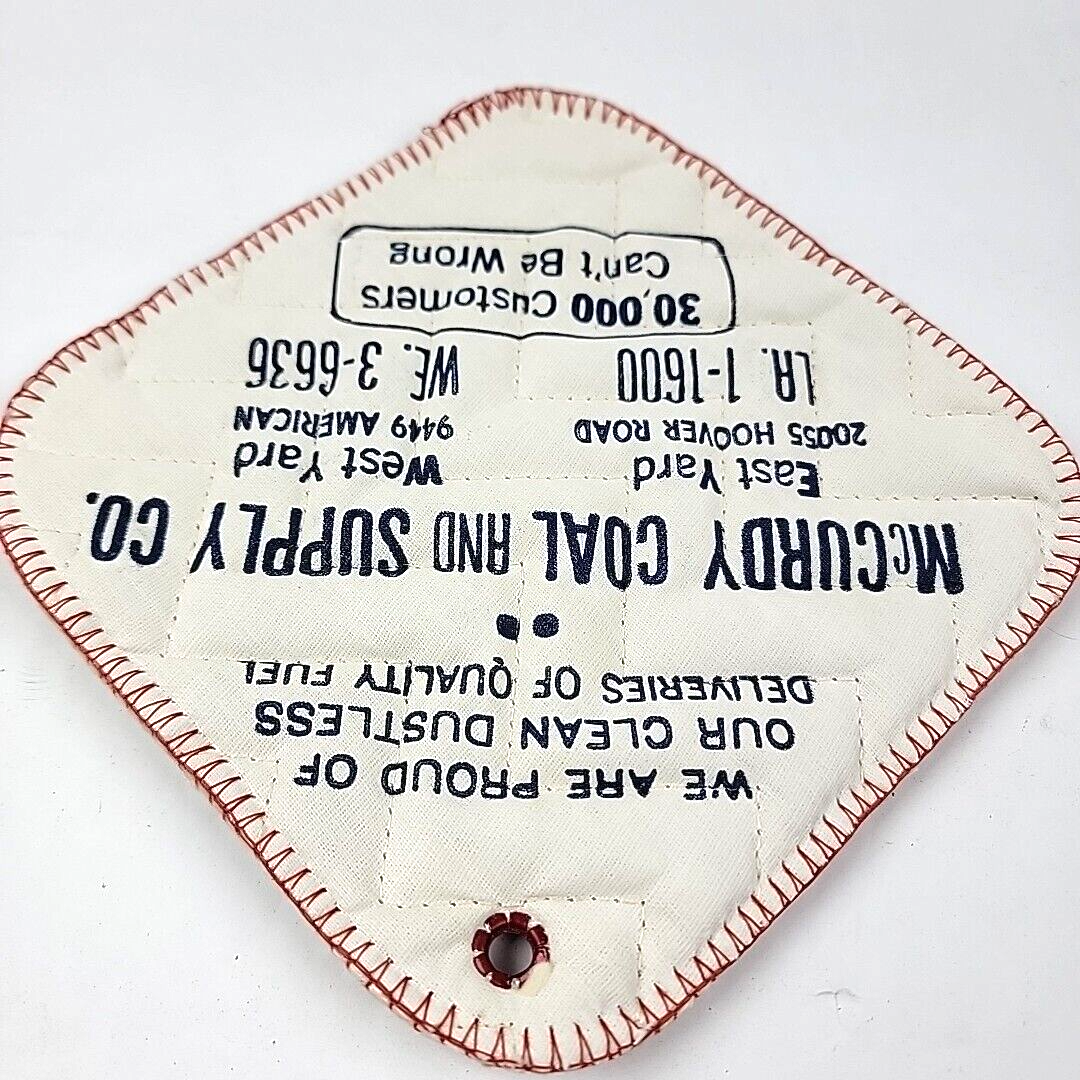 WE ARE PROUD OF
OUR CLEAN DUSTLESS
DELIVERIES OF QUALITY FUEL
McCURDY COAL AND SUPPLY CO.
East Yard West Yard
20055 HOOVER ROAD 9449 AMERICAN
LA. 1-1600 WE. 3-6636
30,000 Customers
Can't Be Wrong